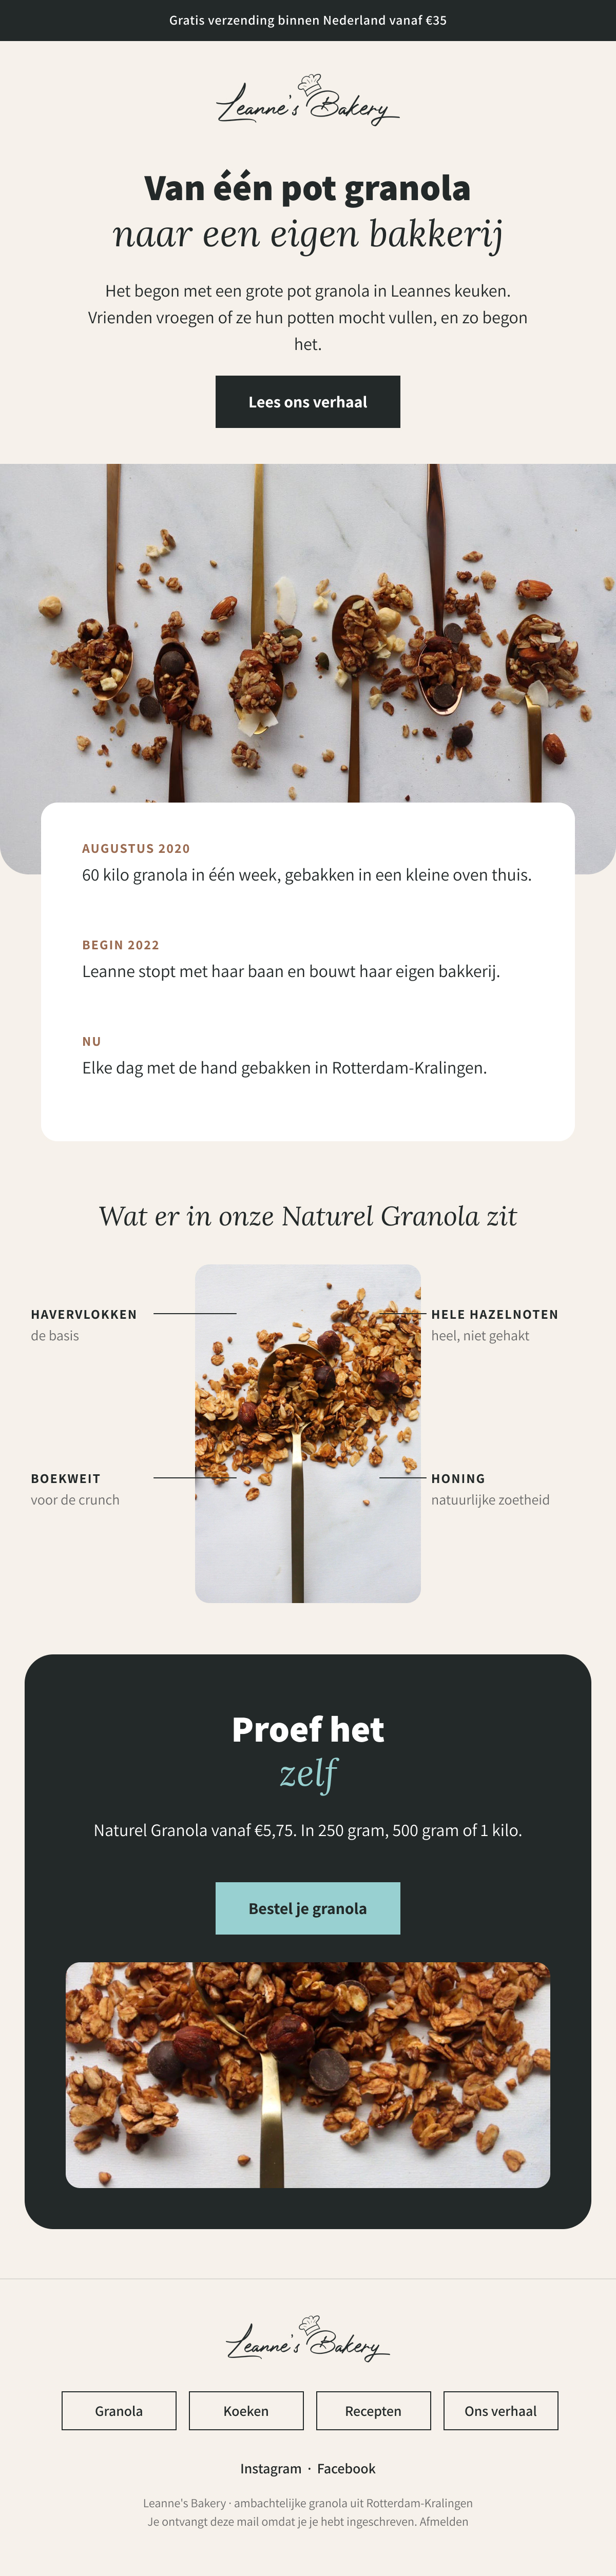 Gratis verzending binnen Nederland vanaf €35
Leanne's Bakery
Van één pot granola
naar een eigen bakkerij
Het begon met een grote pot granola in Leannes keuken.
Vrienden vroegen of ze hun potten mocht vullen, en zo begon
het.
Lees ons verhaal
AUGUSTUS 2020
60 kilo granola in één week, gebakken in een kleine oven thuis.
BEGIN 2022
Leanne stopt met haar baan en bouwt haar eigen bakkerij.
NU
Elke dag met de hand gebakken in Rotterdam-Kralingen.
Wat er in onze Naturel Granola zit
HAVERVLOKKEN
de basis
HELE HAZELNOTEN
heel, niet gehakt
BOEKWEIT
voor de crunch
HONING
natuurlijke zoetheid
Proef het
zelf
Naturel Granola vanaf €5,75. In 250 gram, 500 gram of 1 kilo.
Bestel je granola
Leanne's Bakery
Granola
Koeken
Recepten
Ons verhaal
Instagram · Facebook
Leanne's Bakery · ambachtelijke granola uit Rotterdam-Kralingen
Je ontvangt deze mail omdat je je hebt ingeschreven. Afmelden